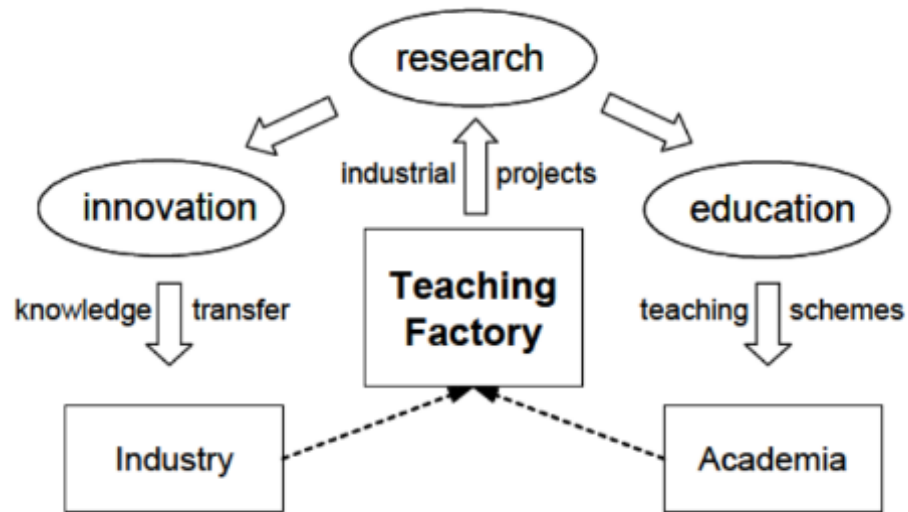 research
industrial projects
innovation
education
Teaching
Factory
knowledge transfer
teaching schemes
Industry
Academia